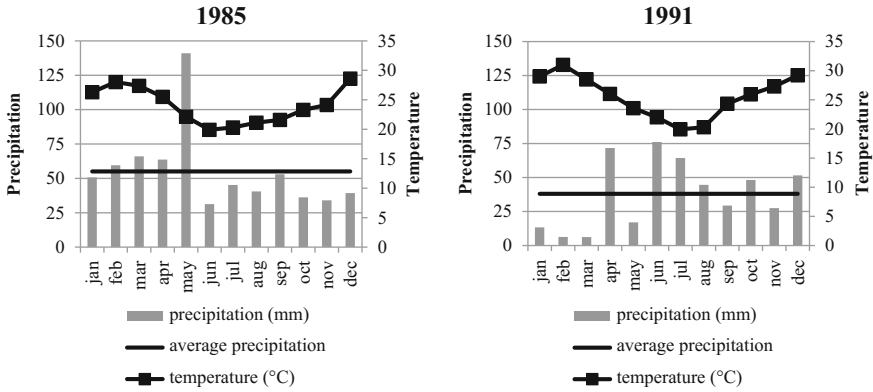 1985
150
125
100
75
50
25
0
Precipitation
35
30
25
20
15
10
5
0
Temperature
jan feb mar apr may jun jul aug sep oct nov dec
precipitation (mm)
average precipitation
temperature (°C)
1991
150
125
100
75
50
25
0
Precipitation
35
30
25
20
15
10
5
0
Temperature
jan feb mar apr may jun jul aug sep oct nov dec
precipitation (mm)
average precipitation
temperature (°C)